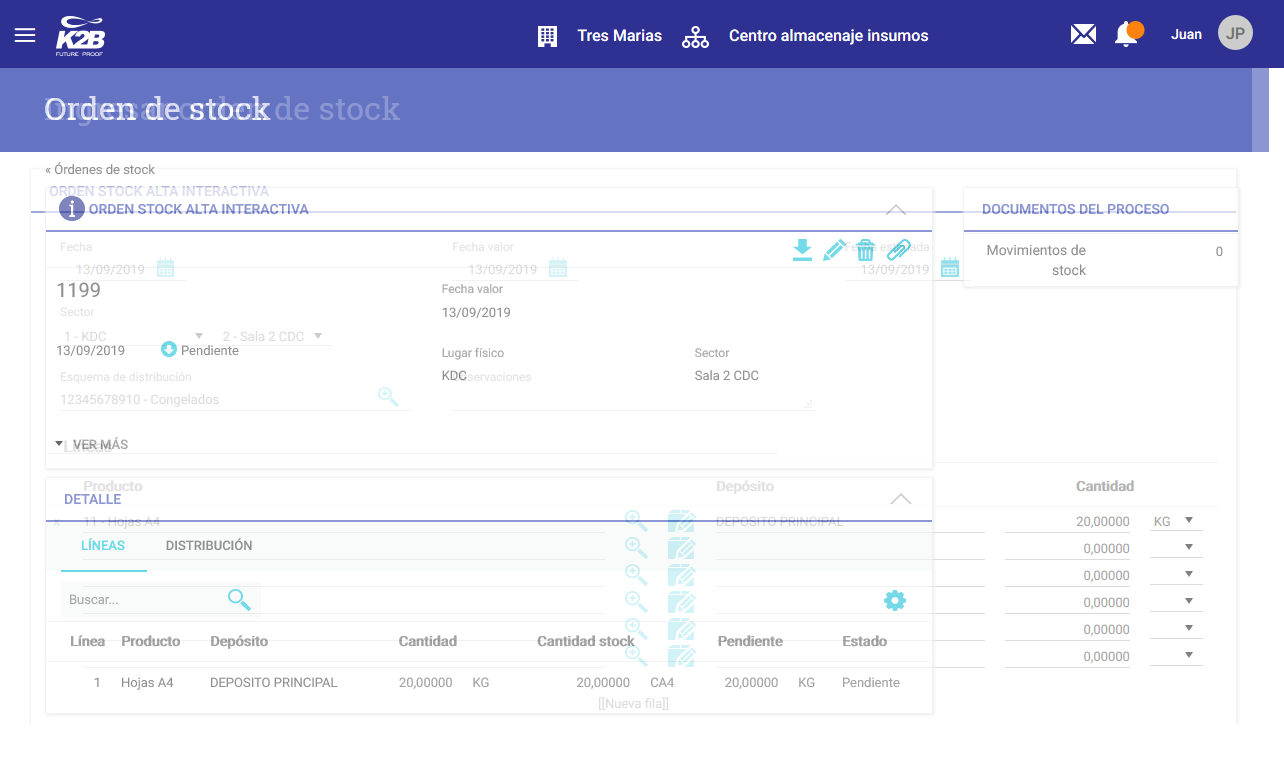 K2B
FUTURE PROOF
Tres Marias
Centro almacenaje insumos
Juan
JP
Orden de stock
Ingresar orden de stock
« Órdenes de stock
ORDEN STOCK ALTA INTERACTIVA
i ORDEN STOCK ALTA INTERACTIVA
DOCUMENTOS DEL PROCESO
Movimientos de stock 0
Fecha
Fecha valor
Fecha estimada
13/09/2019
13/09/2019
13/09/2019
1199
Fecha valor
13/09/2019
Sector
1 - KDC
2 - Sala 2 CDC
13/09/2019
Pendiente
Lugar físico
Sector
KDC
Sala 2 CDC
Esquema de distribución
Observaciones
12345678910 - Congelados
VER MÁS
Líneas
Producto
Depósito
Cantidad
DETALLE
x 11 - Hojas A4
DEPOSITO PRINCIPAL
20,00000 KG
0,00000
0,00000
0,00000
0,00000
0,00000
LÍNEAS
DISTRIBUCIÓN
Buscar...
Línea Producto Depósito Cantidad Cantidad stock Pendiente Estado
1 Hojas A4 DEPOSITO PRINCIPAL 20,00000 KG 20,00000 CA4 20,00000 KG Pendiente
[[Nueva fila]]